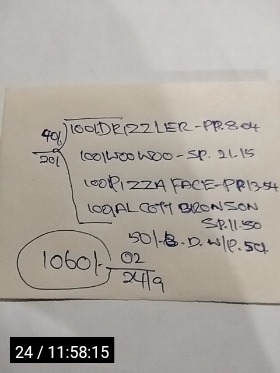 40/ 100/DRIZZLER-PP.8.04
20/ 100/WOO WOO-SP. 21.15
100/PIZZA FACE-PP.13.54
100/ALCOTT BRONSON
SP.11.50
50/- B.D. W/P.504
1060/- 02
24/9
24 / 11:58:15